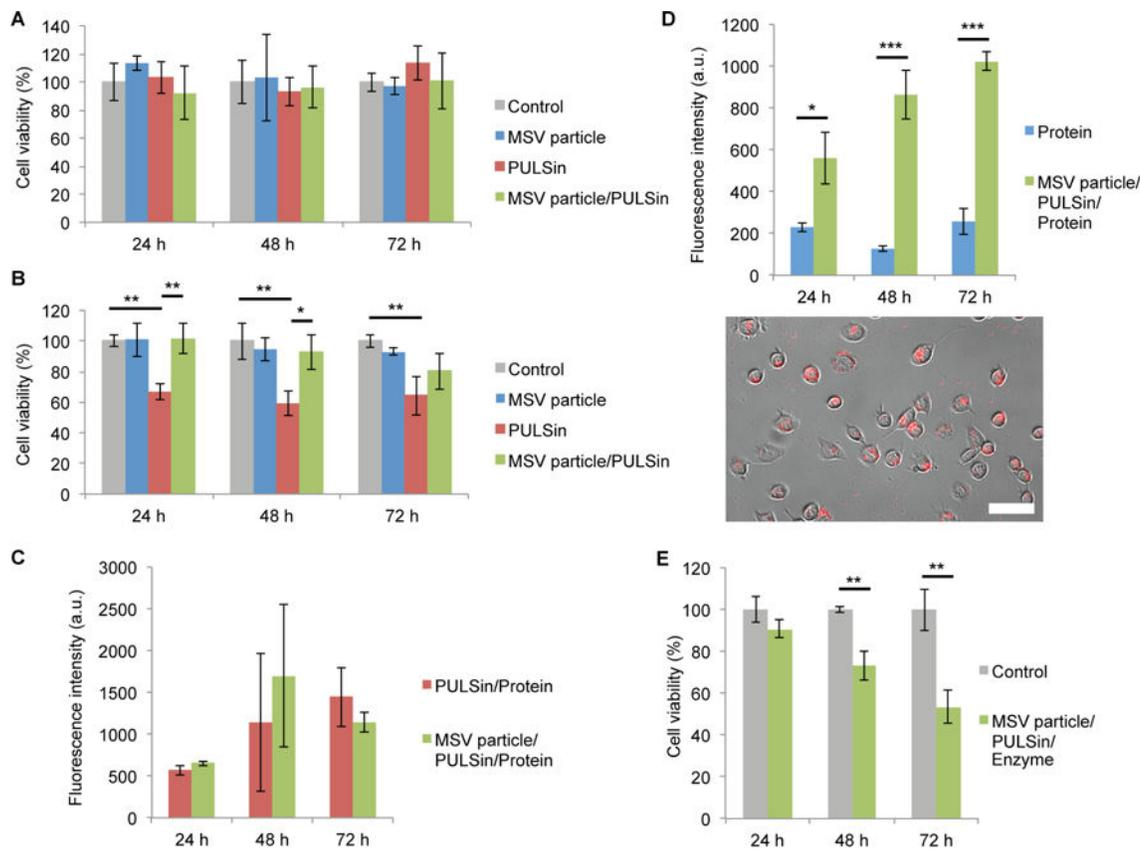 A
Cell viability (%)
140
120
100
80
60
40
20
0
24 h
48 h
72 h
Control
MSV particle
PULSin
MSV particle/PULSin
B
Cell viability (%)
120
100
80
60
40
20
0
**
**
**
*
**
24 h
48 h
72 h
Control
MSV particle
PULSin
MSV particle/PULSin
C
Fluorescence intensity (a.u.)
3000
2500
2000
1500
1000
500
0
24 h
48 h
72 h
PULSin/Protein
MSV particle/
PULSin/Protein
D
Fluorescence intensity (a.u.)
1200
1000
800
600
400
200
0
*
***
***
24 h
48 h
72 h
Protein
MSV particle/
PULSin/
Protein
E
Cell viability (%)
120
100
80
60
40
20
0
**
**
24 h
48 h
72 h
Control
MSV particle/
PULSin/
Enzyme